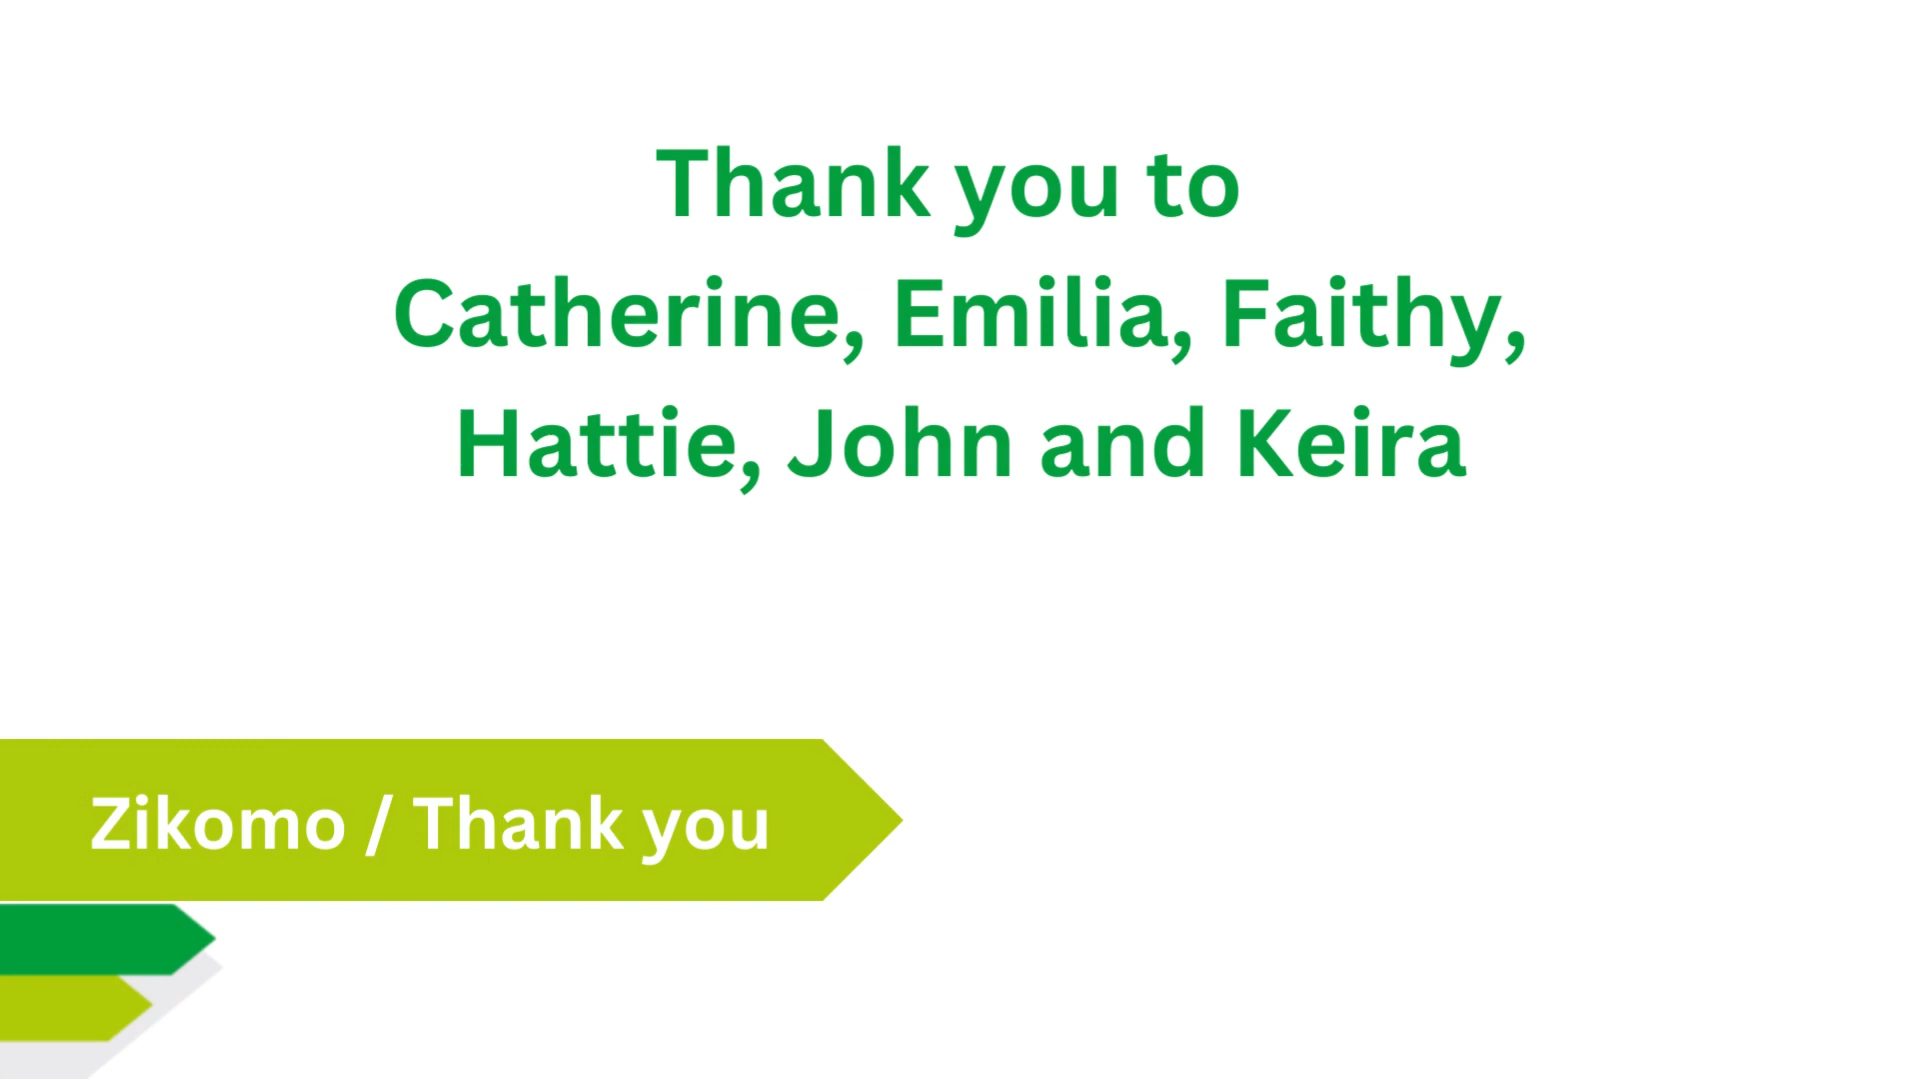 Thank you to
Catherine, Emilia, Faithy,
Hattie, John and Keira
Zikomo / Thank you